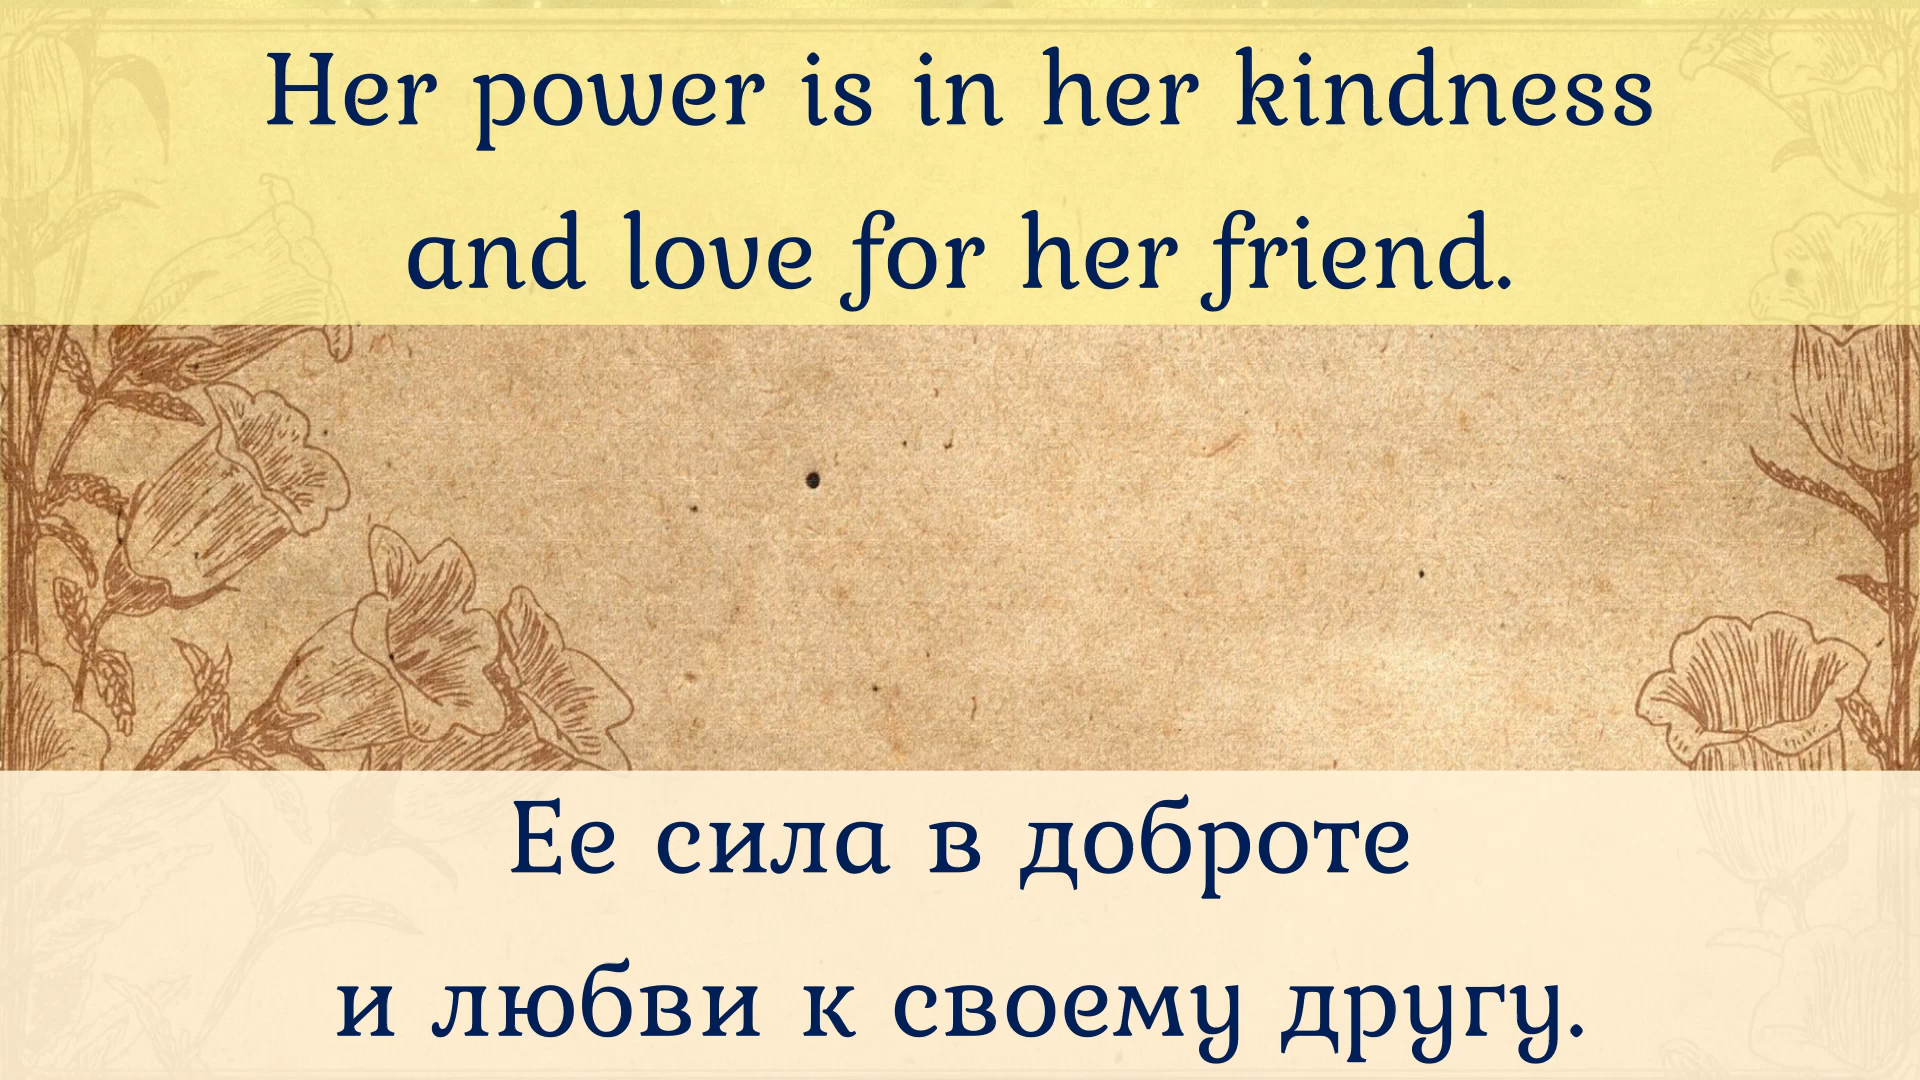 Her power is in her kindness
and love for her friend.
Ее сила в доброте
и любви к своему другу.